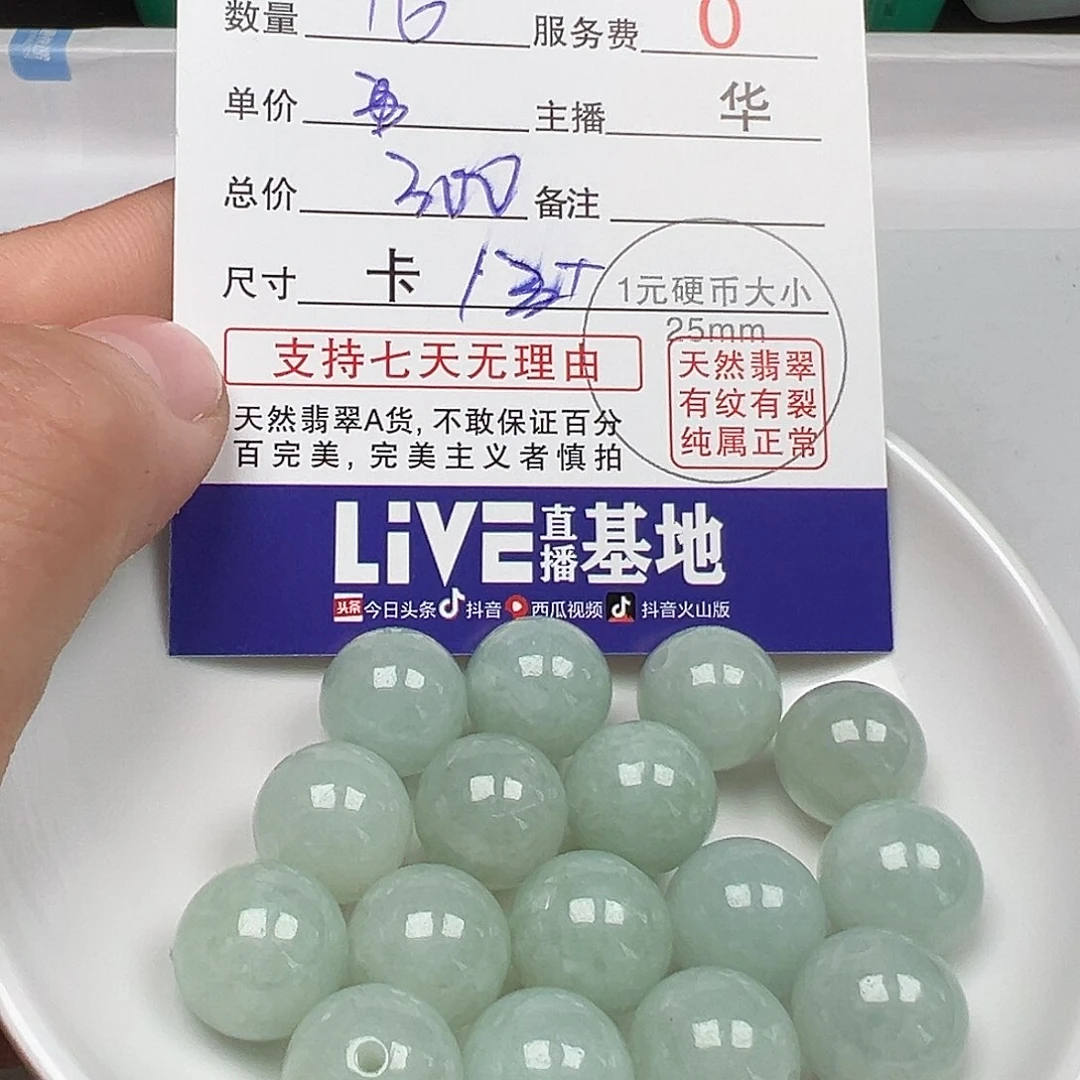 数量 16 服务费 0
单价 主播 华
总价 300 备注
尺寸 卡 13
1元硬币大小
25mm
支持七天无理由
天然翡翠
有纹有裂
纯属正常
天然翡翠A货,不敢保证百分
百完美,完美主义者慎拍
LiVE直播基地
头条 今日头条 抖音 西瓜视频 抖音火山版